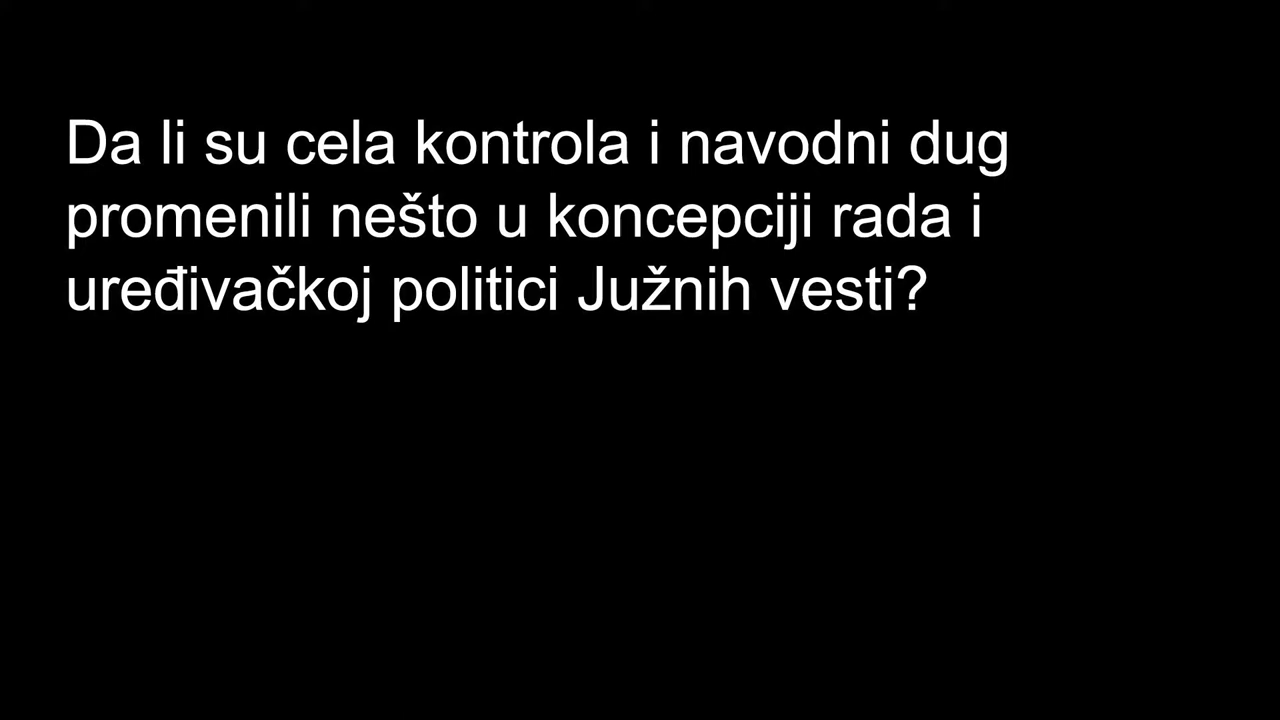 Da li su cela kontrola i navodni dug
promenili nešto u koncepciji rada i
uređivačkoj politici Južnih vesti?